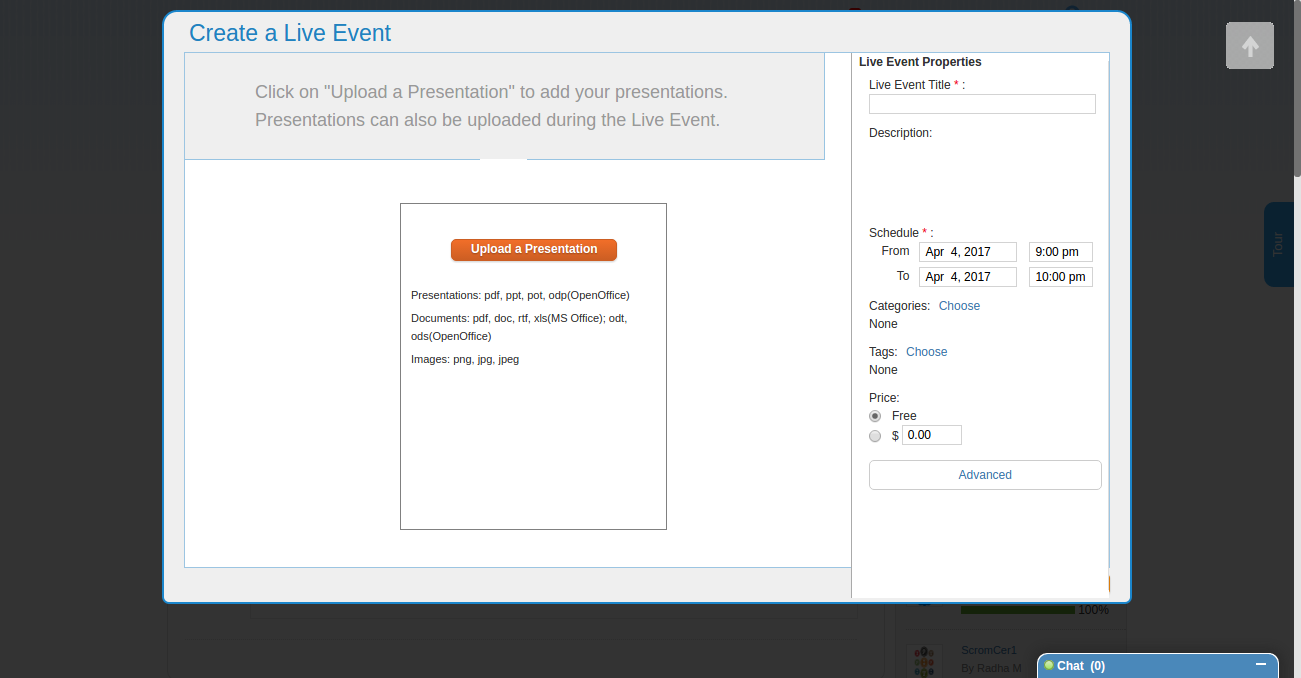 Create a Live Event
Click on "Upload a Presentation" to add your presentations.
Presentations can also be uploaded during the Live Event.
Upload a Presentation
Presentations: pdf, ppt, pot, odp(OpenOffice)
Documents: pdf, doc, rtf, xls(MS Office); odt,
ods(OpenOffice)
Images: png, jpg, jpeg
Live Event Properties
Live Event Title * :
Description:
Schedule * :
From Apr 4, 2017 9:00 pm
To Apr 4, 2017 10:00 pm
Categories: Choose
None
Tags: Choose
None
Price:
Free
$ 0.00
Advanced
Tour
100%
ScromCer1
By Radha M
Chat (0)